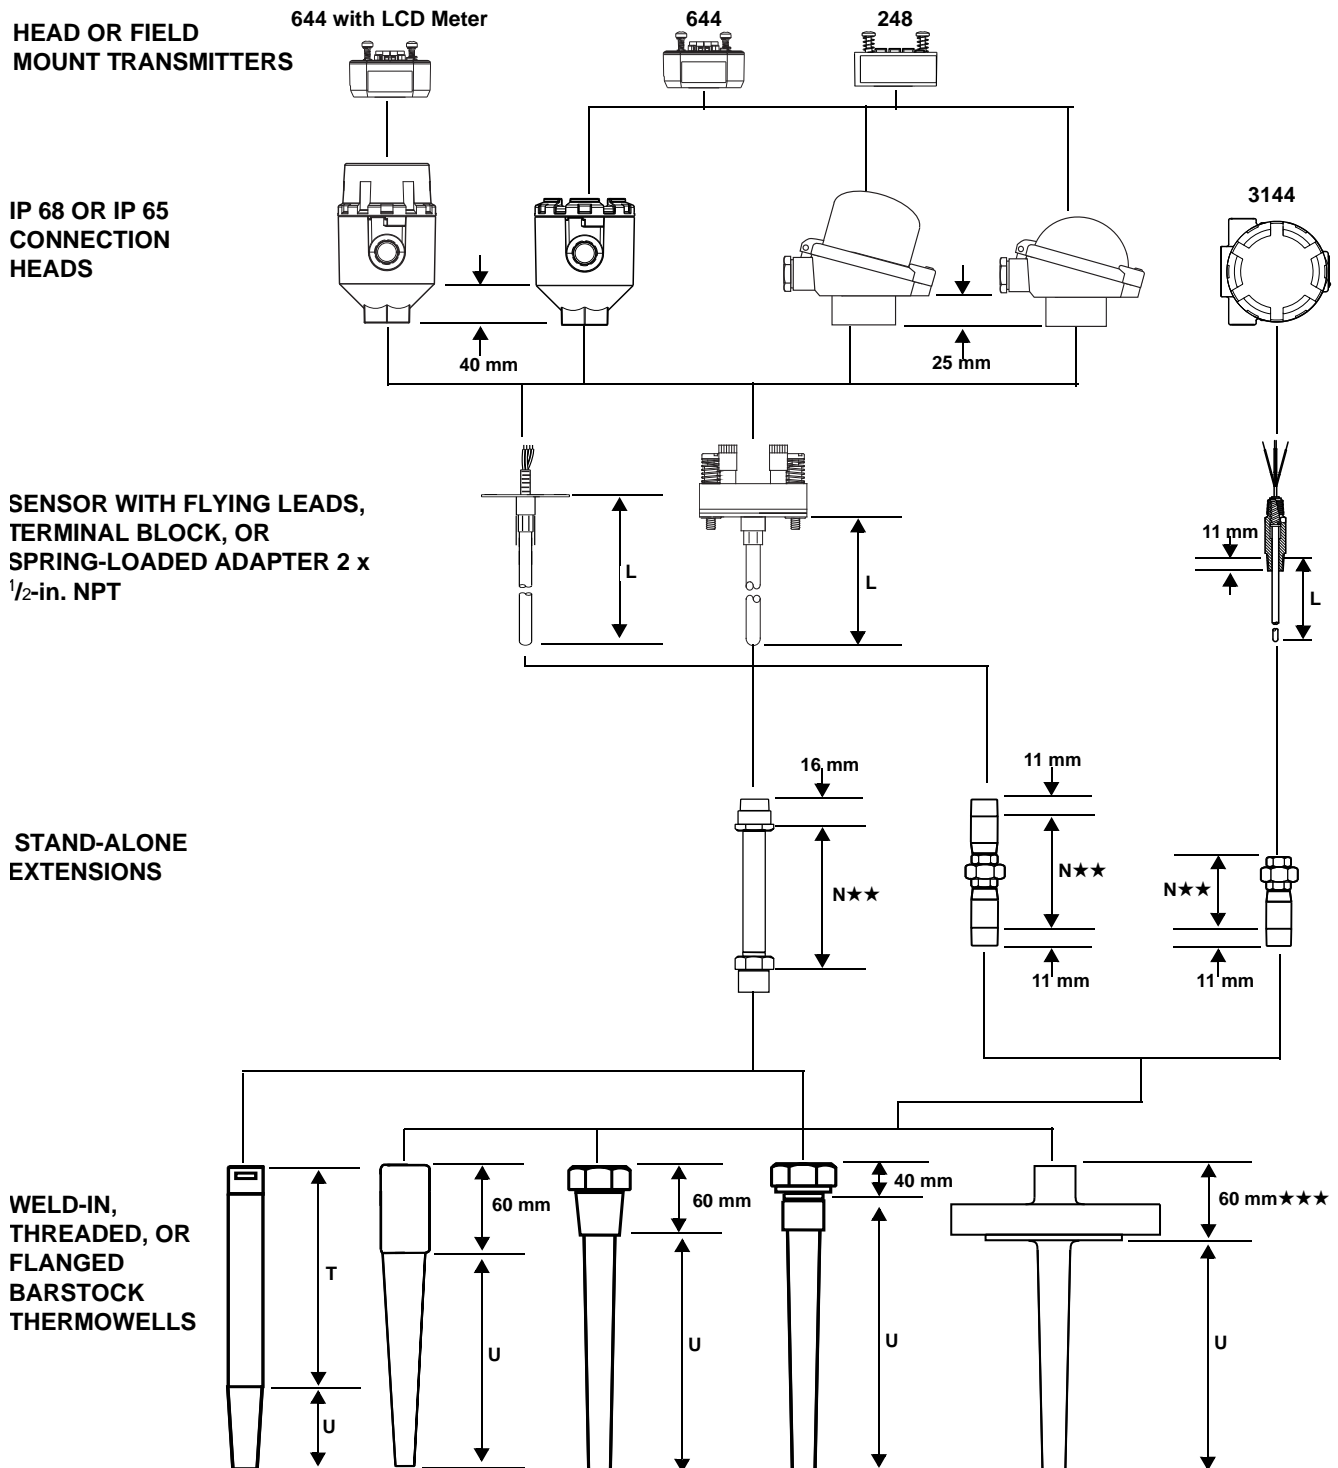 644 with LCD Meter
644
248
HEAD OR FIELD
MOUNT TRANSMITTERS
IP 68 OR IP 65
CONNECTION
HEADS
3144
40 mm
25 mm
SENSOR WITH FLYING LEADS,
TERMINAL BLOCK, OR
SPRING-LOADED ADAPTER 2 x
1/2-in. NPT
L
L
11 mm
L
STAND-ALONE
EXTENSIONS
16 mm
N★★
11 mm
N★★
11 mm
N★★
11 mm
WELD-IN,
THREADED, OR
FLANGED
BARSTOCK
THERMOWELLS
T
U
60 mm
U
60 mm
U
40 mm
U
60 mm★★★
U